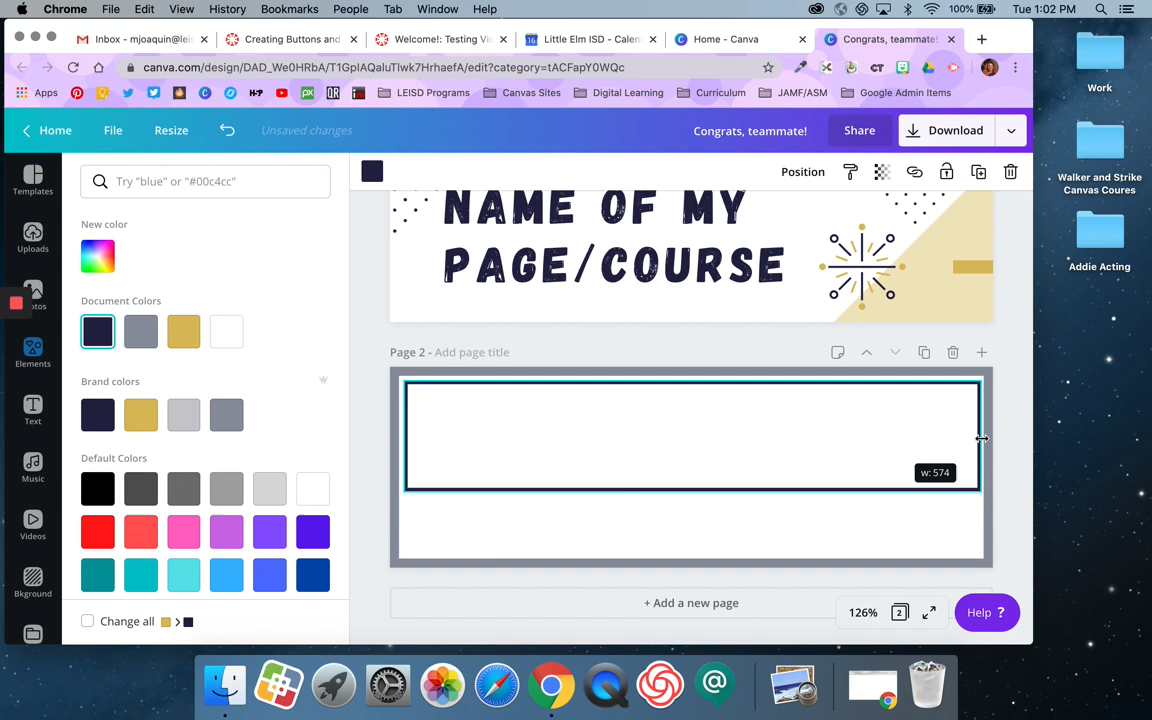 Chrome File Edit View History Bookmarks People Tab Window Help 100% Tue 1:02 PM
Inbox - mjoaquin@leis Creating Buttons and Welcome!: Testing Vic Little Elm ISD - Calen Home - Canva Congrats, teammate!
canva.com/design/DAD_We0HRbA/T1GpIAQaluTlwk7HrhaefA/edit?category=tACFapY0WQc
Apps LEISD Programs Canvas Sites Digital Learning Curriculum JAMF/ASM Google Admin Items
Home File Resize Unsaved changes Congrats, teammate! Share Download
Try "blue" or "#00c4cc"
Position
Templates
Uploads
otos
Elements
Text
Music
Videos
Bkground
New color
Document Colors
Brand colors
Default Colors
Change all
NAME OF MY
PAGE/COURSE
Page 2 - Add page title
w: 574
+ Add a new page
126% 2 Help ?
Work
Walker and Strike
Canvas Coures
Addie Acting